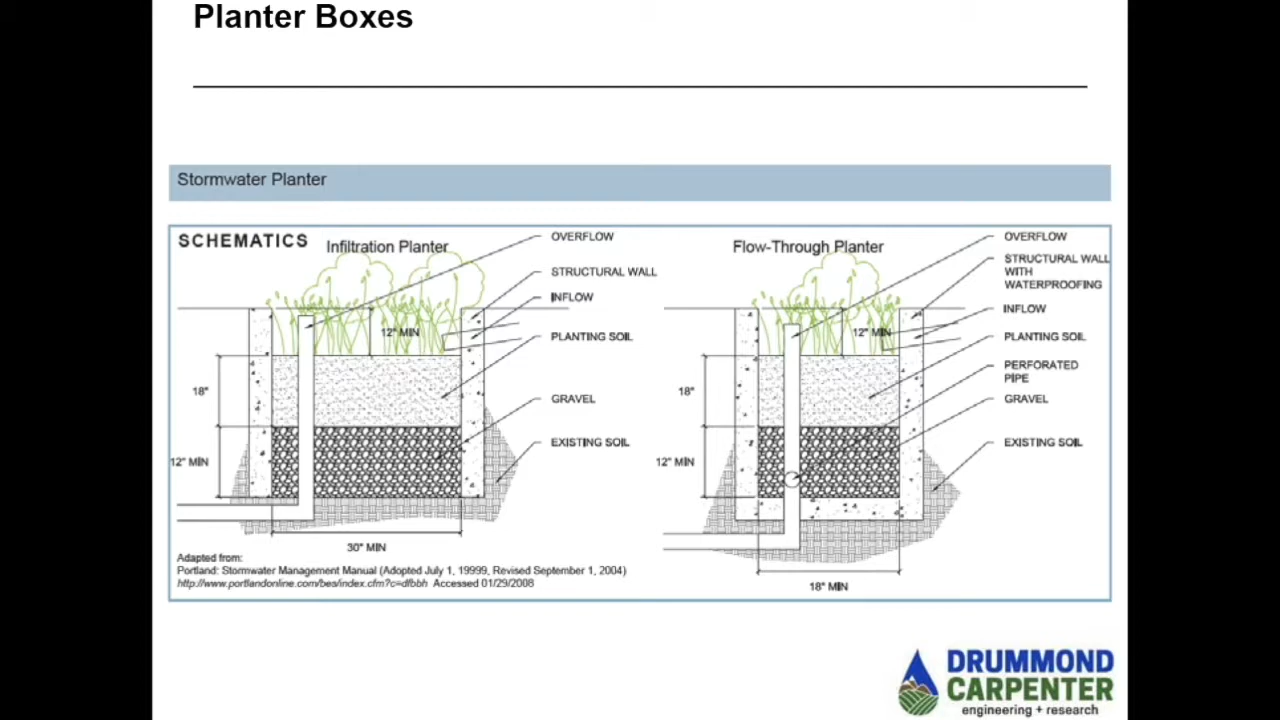 Planter Boxes
Stormwater Planter
SCHEMATICS
Infiltration Planter
OVERFLOW
STRUCTURAL WALL
INFLOW
12" MIN
PLANTING SOIL
18"
GRAVEL
EXISTING SOIL
12" MIN
30" MIN
Flow-Through Planter
OVERFLOW
STRUCTURAL WALL
WITH
WATERPROOFING
INFLOW
12" MIN
PLANTING SOIL
PERFORATED
PIPE
18"
GRAVEL
EXISTING SOIL
12" MIN
18" MIN
Adapted from:
Portland: Stormwater Management Manual (Adopted July 1, 19999, Revised September 1, 2004)
http://www.portlandonline.com/bes/index.cfm?c=dfbbh Accessed 01/29/2008
DRUMMOND
CARPENTER
engineering + research